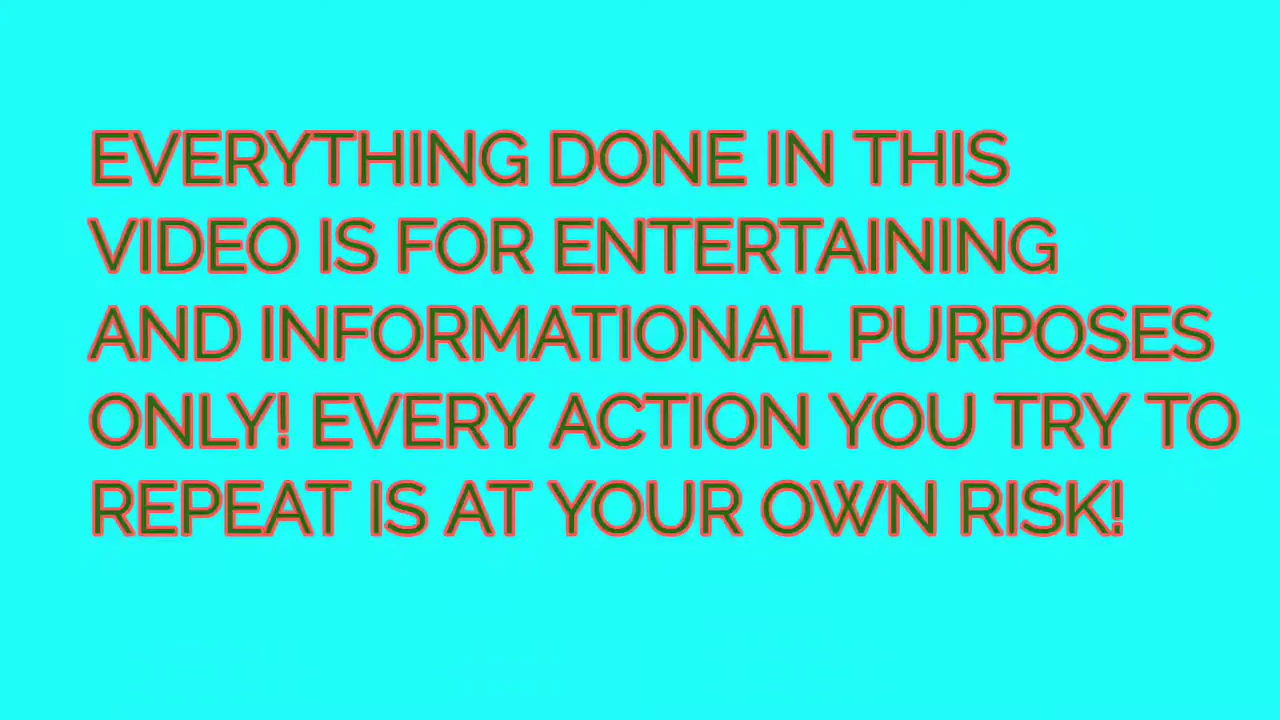 EVERYTHING DONE IN THIS
VIDEO IS FOR ENTERTAINING
AND INFORMATIONAL PURPOSES
ONLY! EVERY ACTION YOU TRY TO
REPEAT IS AT YOUR OWN RISK!